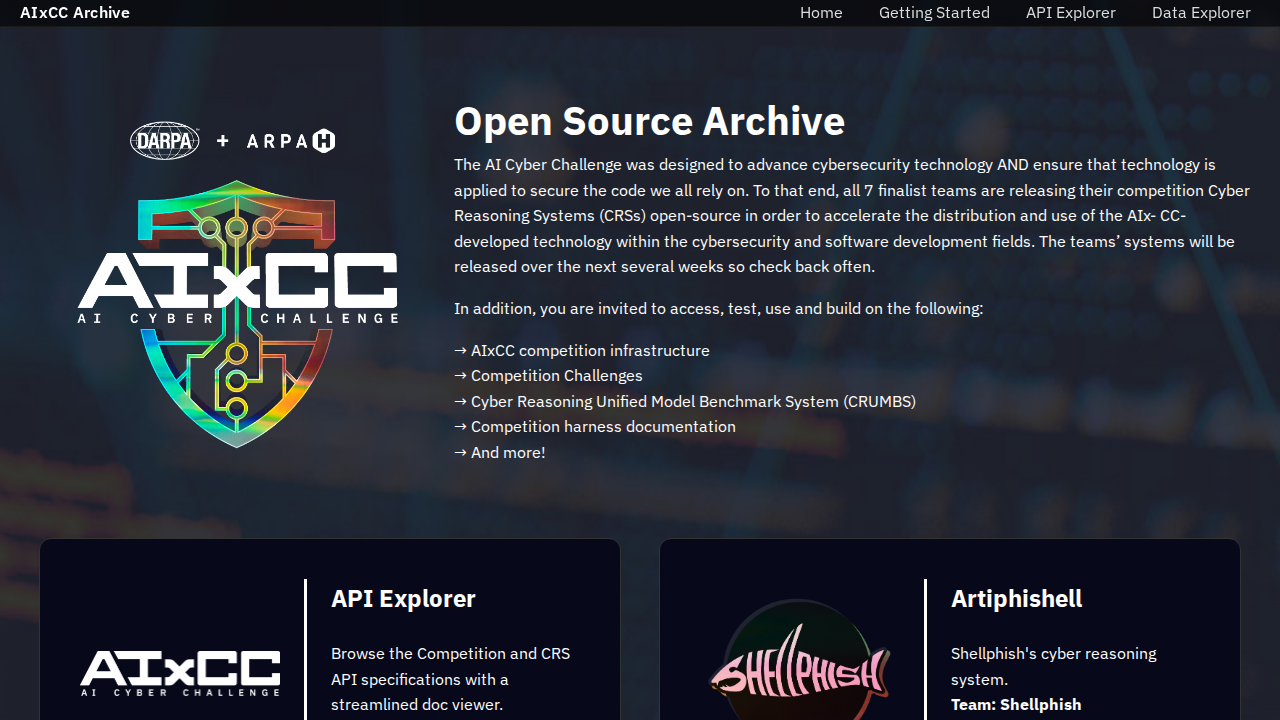 AIxCC Archive
Home
Getting Started
API Explorer
Data Explorer
DARPA + ARPA H
AIxCC
AI CYBER CHALLENGE
Open Source Archive
The AI Cyber Challenge was designed to advance cybersecurity technology AND ensure that technology is
applied to secure the code we all rely on. To that end, all 7 finalist teams are releasing their competition Cyber
Reasoning Systems (CRSs) open-source in order to accelerate the distribution and use of the AIx- CC-
developed technology within the cybersecurity and software development fields. The teams’ systems will be
released over the next several weeks so check back often.
In addition, you are invited to access, test, use and build on the following:
→ AIxCC competition infrastructure
→ Competition Challenges
→ Cyber Reasoning Unified Model Benchmark System (CRUMBS)
→ Competition harness documentation
→ And more!
AIxCC
AI CYBER CHALLENGE
API Explorer
Browse the Competition and CRS
API specifications with a
streamlined doc viewer.
SHELLPHISH
Artiphishell
Shellphish's cyber reasoning
system.
Team: Shellphish